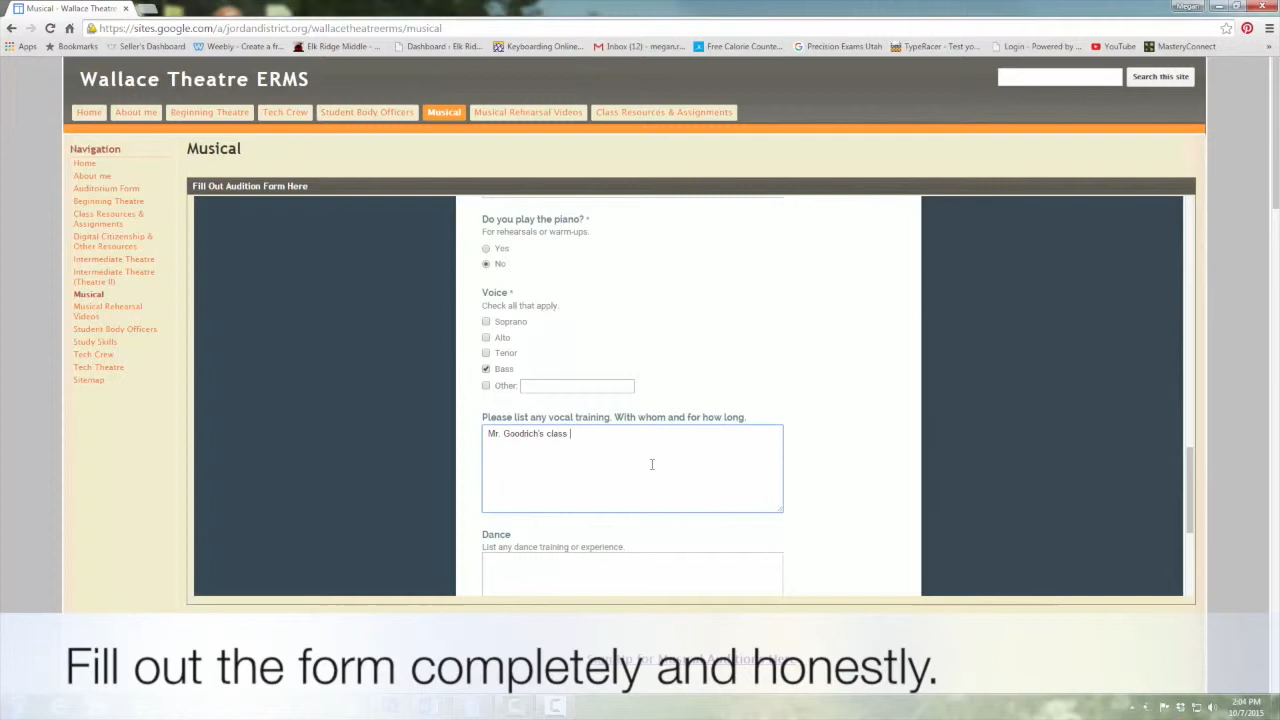 Musical - Wallace Theatre
Megan
https://sites.google.com/a/jordandistrict.org/wallacetheatreerms/musical
Apps Bookmarks Seller's Dashboard Weebly - Create a fr... Elk Ridge Middle - Dashboard ‹ Elk Rid... Keyboarding Online... Inbox (12) - megan.r... Free Calorie Counte... Precision Exams Utah TypeRacer - Test yo... Login - Powered by ... YouTube MasteryConnect
Wallace Theatre ERMS
Search this site
Home About me Beginning Theatre Tech Crew Student Body Officers Musical Musical Rehearsal Videos Class Resources & Assignments
Navigation
Home
About me
Auditorium Form
Beginning Theatre
Class Resources &
Assignments
Digital Citizenship &
Other Resources
Intermediate Theatre
Intermediate Theatre
(Theatre II)
Musical
Musical Rehearsal
Videos
Student Body Officers
Study Skills
Tech Crew
Tech Theatre
Sitemap
Musical
Fill Out Audition Form Here
Do you play the piano? *
For rehearsals or warm-ups.
Yes
No
Voice *
Check all that apply.
Soprano
Alto
Tenor
Bass
Other:
Please list any vocal training. With whom and for how long.
Mr. Goodrich's class
Dance
List any dance training or experience.
Sign Up for Musical Auditions Here
Fill out the form completely and honestly.
2:04 PM
10/7/2015